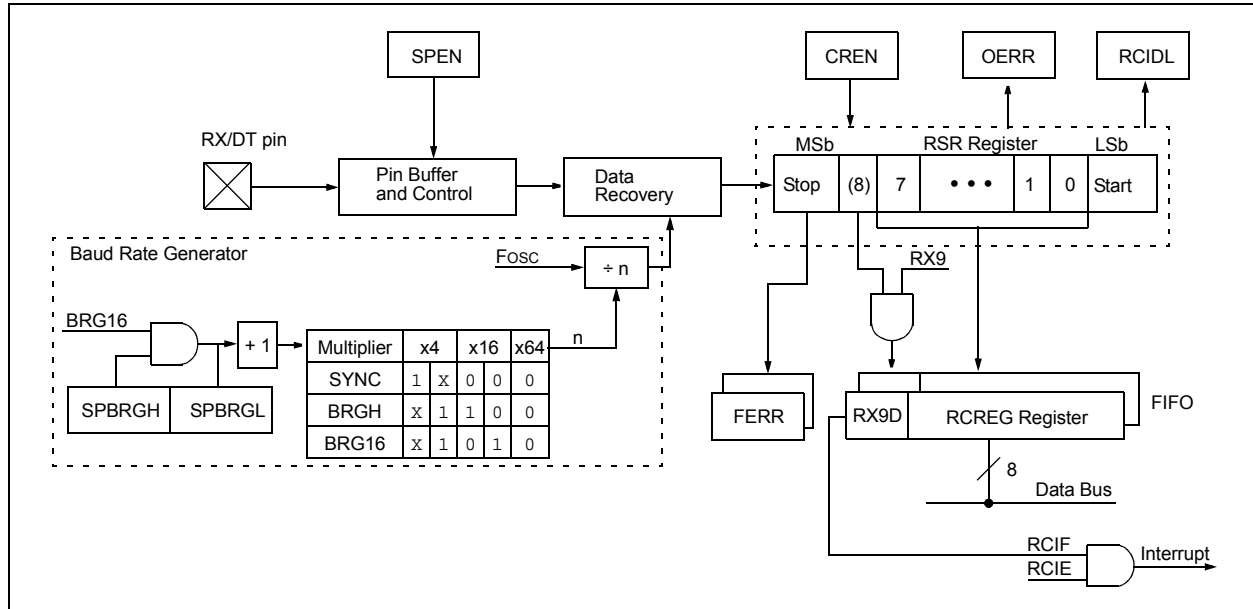 SPEN
CREN
OERR
RCIDL
RX/DT pin
Pin Buffer
and Control
Data
Recovery
MSb
RSR Register
LSb
Stop (8) 7 • • • 1 0 Start
Baud Rate Generator
FOSC
÷ n
RX9
BRG16
+ 1
n
Multiplier x4 x16 x64
SYNC 1 X 0 0 0
BRGH X 1 1 0 0
BRG16 X 1 0 1 0
SPBRGH SPBRGL
FERR
RX9D RCREG Register
FIFO
8
Data Bus
RCIF
RCIE
Interrupt